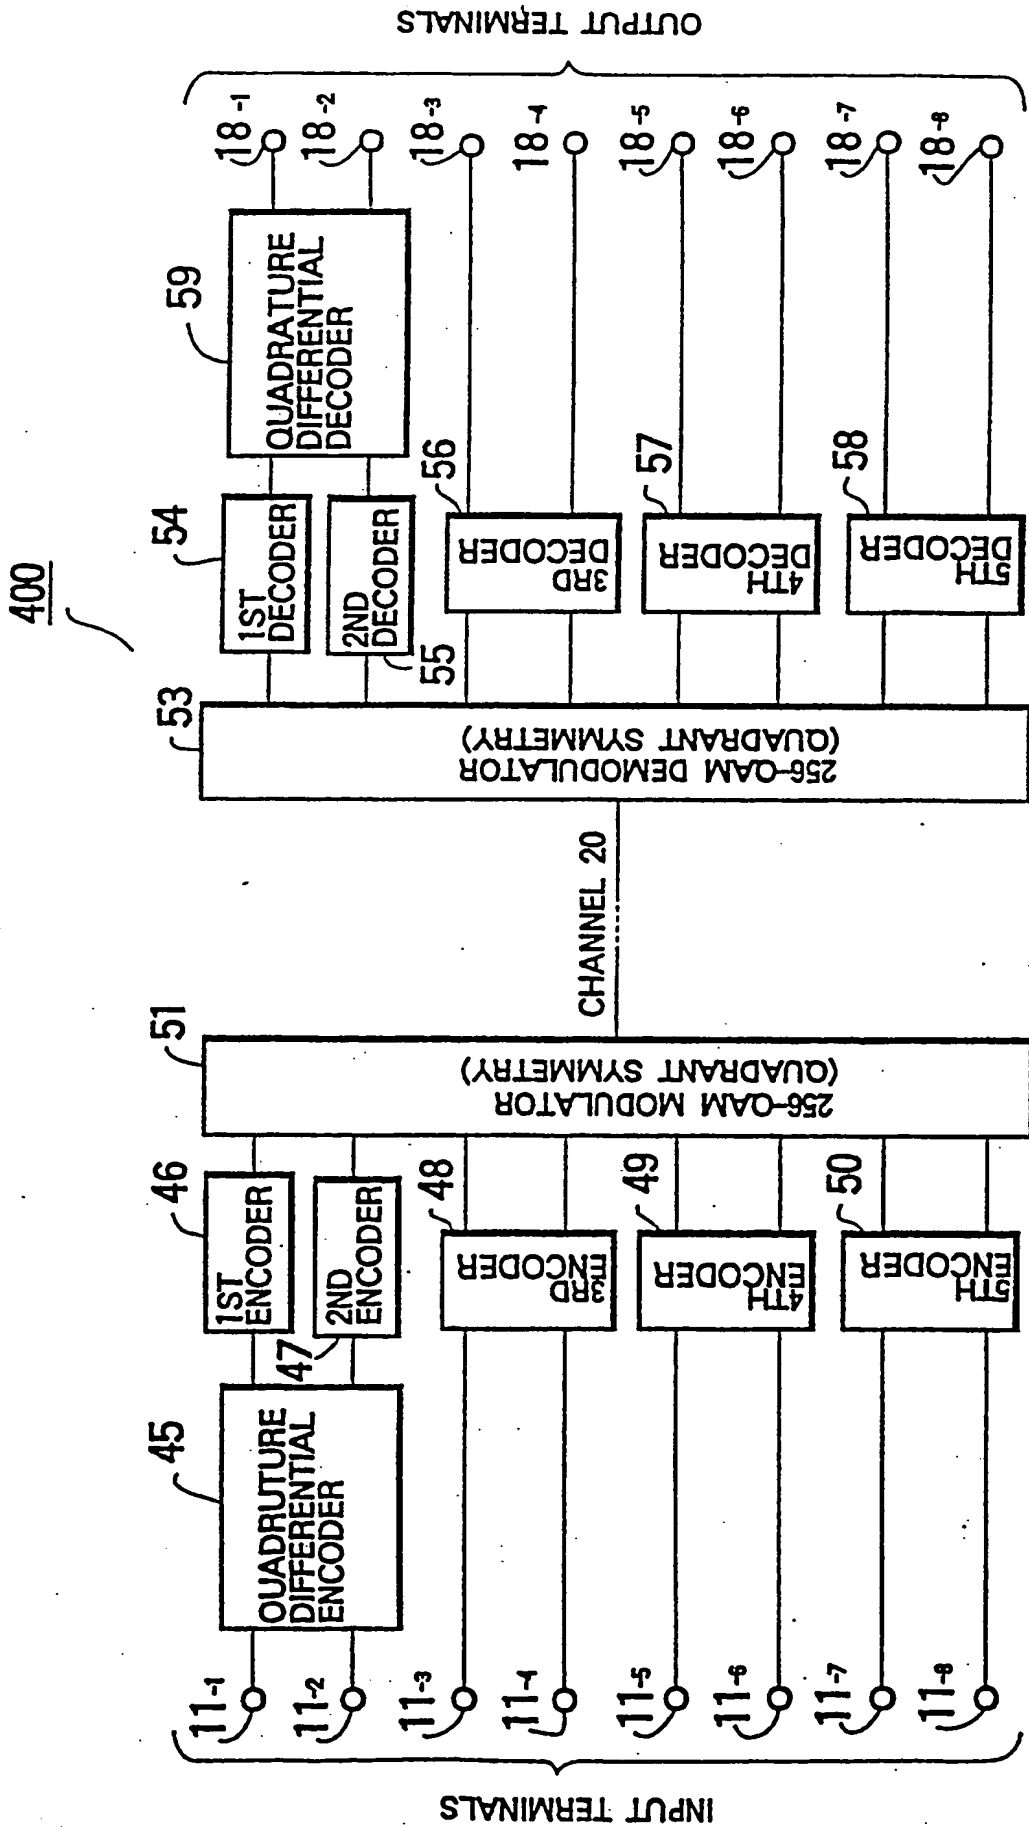 400
INPUT TERMINALS
11-1
11-2
11-3
11-4
11-5
11-6
11-7
11-8
45
QUADRUTURE
DIFFERENTIAL
ENCODER
46
1ST
ENCODER
47
2ND
ENCODER
48
3RD
ENCODER
49
4TH
ENCODER
50
5TH
ENCODER
51
256-QAM MODULATOR
(QUADRANT SYMMETRY)
CHANNEL 20
53
256-QAM DEMODULATOR
(QUADRANT SYMMETRY)
54
1ST
DECODER
55
2ND
DECODER
56
3RD
DECODER
57
4TH
DECODER
58
5TH
DECODER
59
QUADRATURE
DIFFERENTIAL
DECODER
18-1
18-2
18-3
18-4
18-5
18-6
18-7
18-8
OUTPUT TERMINALS